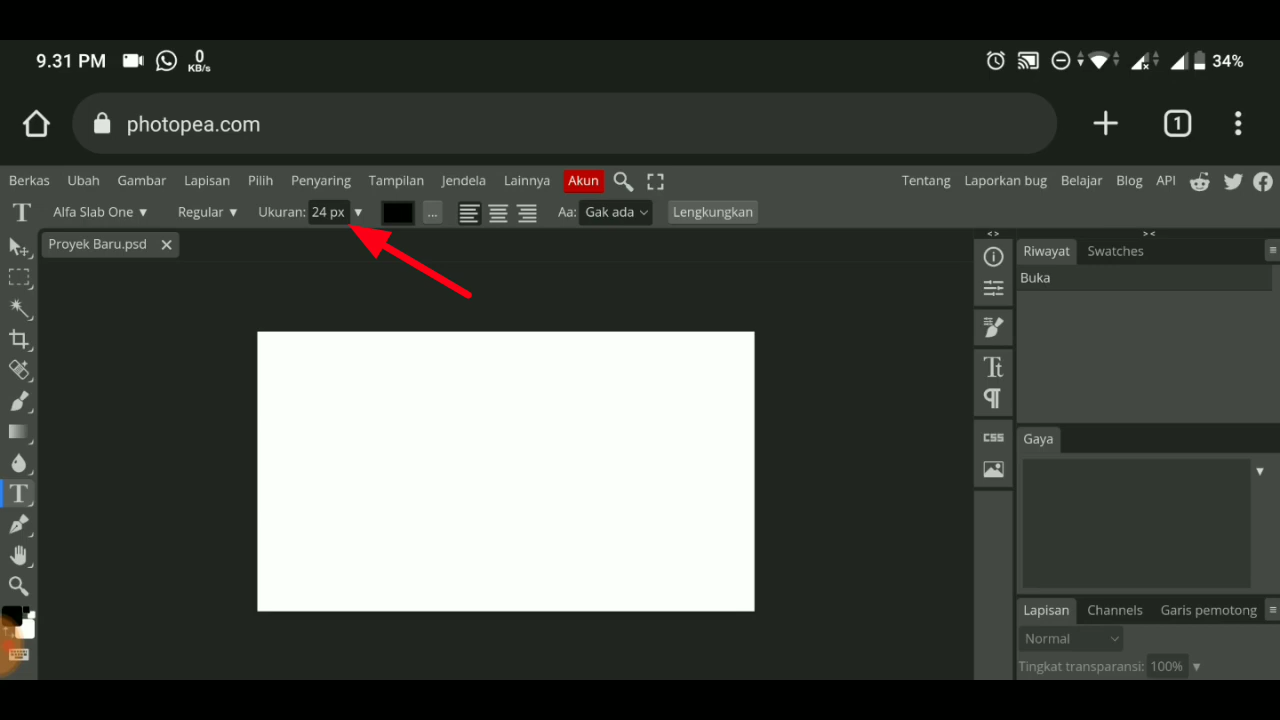 9.31 PM 0 KB/s 34%
photopea.com 1
Berkas Ubah Gambar Lapisan Pilih Penyaring Tampilan Jendela Lainnya Akun Tentang Laporkan bug Belajar Blog API
T Alfa Slab One ▼ Regular ▼ Ukuran: 24 px ▼ ... Aa: Gak ada Lengkungkan
Proyek Baru.psd
Riwayat Swatches
Buka
CSS
Gaya
Lapisan Channels Garis pemotong
Normal
Tingkat transparansi: 100% ▼